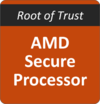 Root of Trust
AMD
Secure
Processor